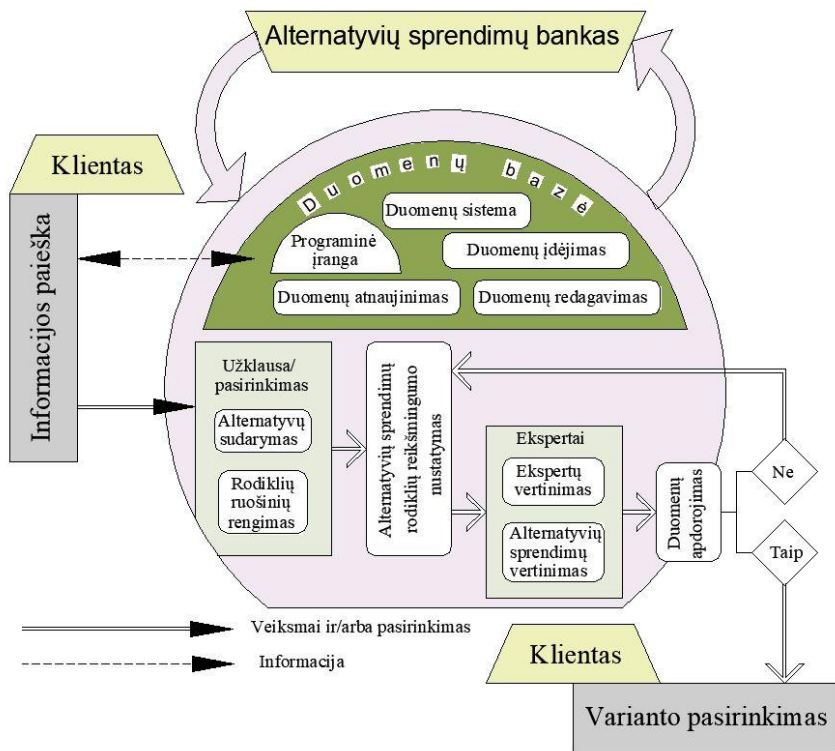 Alternatyvių sprendimų bankas
Klientas
Informacijos paieška
Duomenų bazė
Duomenų sistema
Programinė
įranga
Duomenų įdėjimas
Duomenų atnaujinimas
Duomenų redagavimas
Užklausa/
pasirinkimas
Alternatyvų
sudarymas
Rodiklių
ruošinių
rengimas
Alternatyvių sprendimų
rodiklių reikšmingumo
nustatymas
Ekspertai
Ekspertų
vertinimas
Alternatyvių
sprendimų
vertinimas
Duomenų
apdorojimas
Ne
Taip
Veiksmai ir/arba pasirinkimas
Informacija
Klientas
Varianto pasirinkimas